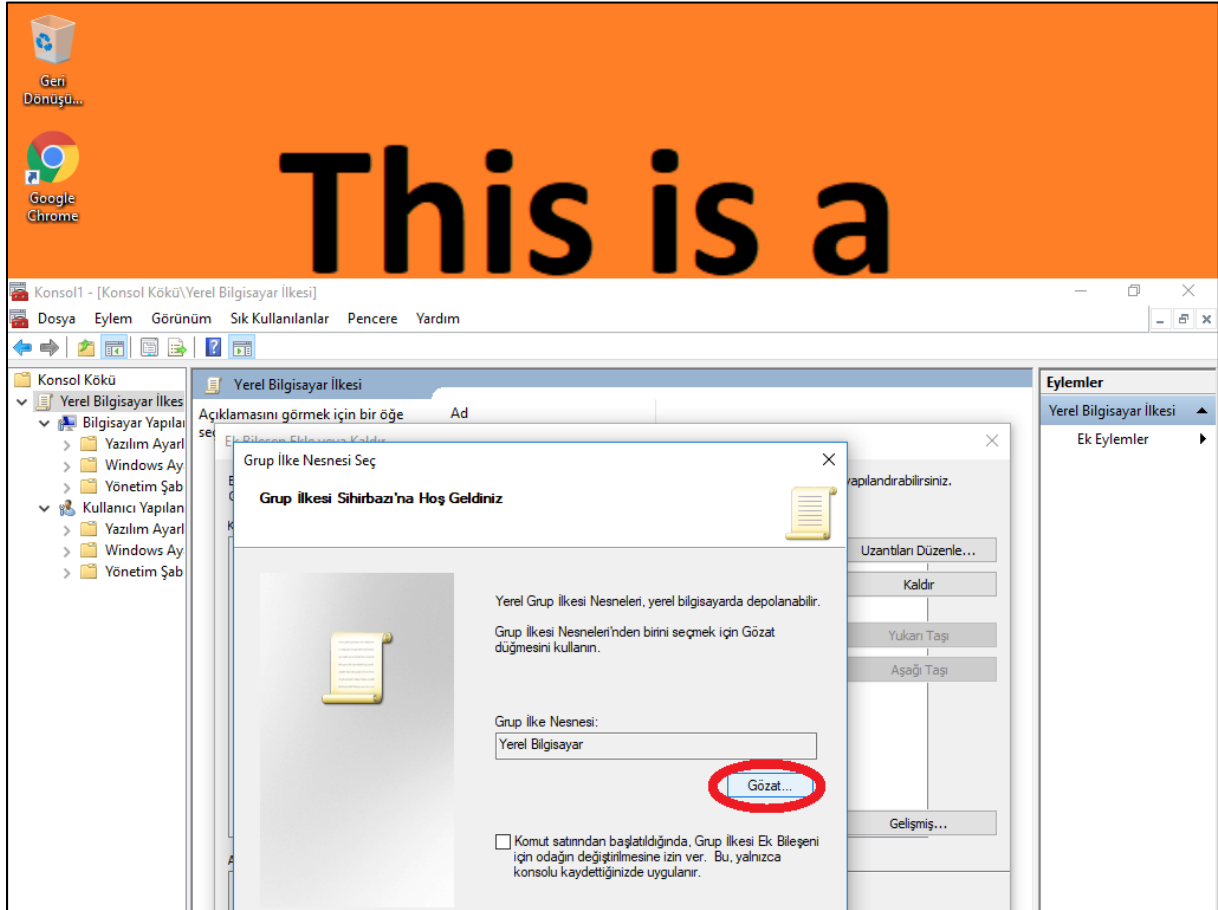 Geri
Dönüşü...
Google
Chrome
This is a
Konsol1 - [Konsol Kökü\Yerel Bilgisayar İlkesi]
Dosya Eylem Görünüm Sık Kullanılanlar Pencere Yardım
Konsol Kökü
Yerel Bilgisayar İlkes
Bilgisayar Yapılaı
Yazılım Ayarl
Windows Ay
Yönetim Şab
Kullanıcı Yapılan
Yazılım Ayarl
Windows Ay
Yönetim Şab
Yerel Bilgisayar İlkesi
Açıklamasını görmek için bir öğe
Ad
Grup İlke Nesnesi Seç
Grup İlkesi Sihirbazı'na Hoş Geldiniz
Yerel Grup İlkesi Nesneleri, yerel bilgisayarda depolanabilir.
Grup İlkesi Nesneleri'nden birini seçmek için Gözat
düğmesini kullanın.
Grup İlke Nesnesi:
Yerel Bilgisayar
Gözat...
Komut satırından başlatıldığında, Grup İlkesi Ek Bileşeni
için odağın değiştirilmesine izin ver. Bu, yalnızca
konsolu kaydettiğinizde uygulanır.
yapılandırabilirsiniz.
Uzantıları Düzenle...
Kaldır
Yukarı Taşı
Aşağı Taşı
Gelişmiş...
Eylemler
Yerel Bilgisayar İlkesi
Ek Eylemler